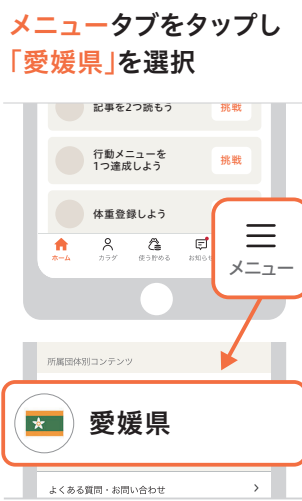 メニュータブをタップし
「愛媛県」を選択
記事を2つ読もう
挑戦
行動メニューを
1つ達成しよう
挑戦
体重登録しよう
ホーム
カラダ
使う貯める
お知らせ
メニュー
所属団体別コンテンツ
愛媛県
よくある質問・お問い合わせ